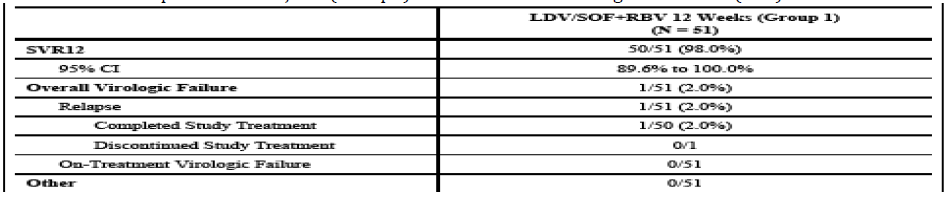 LDV/SOF+RBV 12 Weeks (Group 1)
(N = 51)
SVR12 50/51 (98.0%)
95% CI 89.6% to 100.0%
Overall Virologic Failure 1/51 (2.0%)
Relapse 1/51 (2.0%)
Completed Study Treatment 1/50 (2.0%)
Discontinued Study Treatment 0/1
On-Treatment Virologic Failure 0/51
Other 0/51